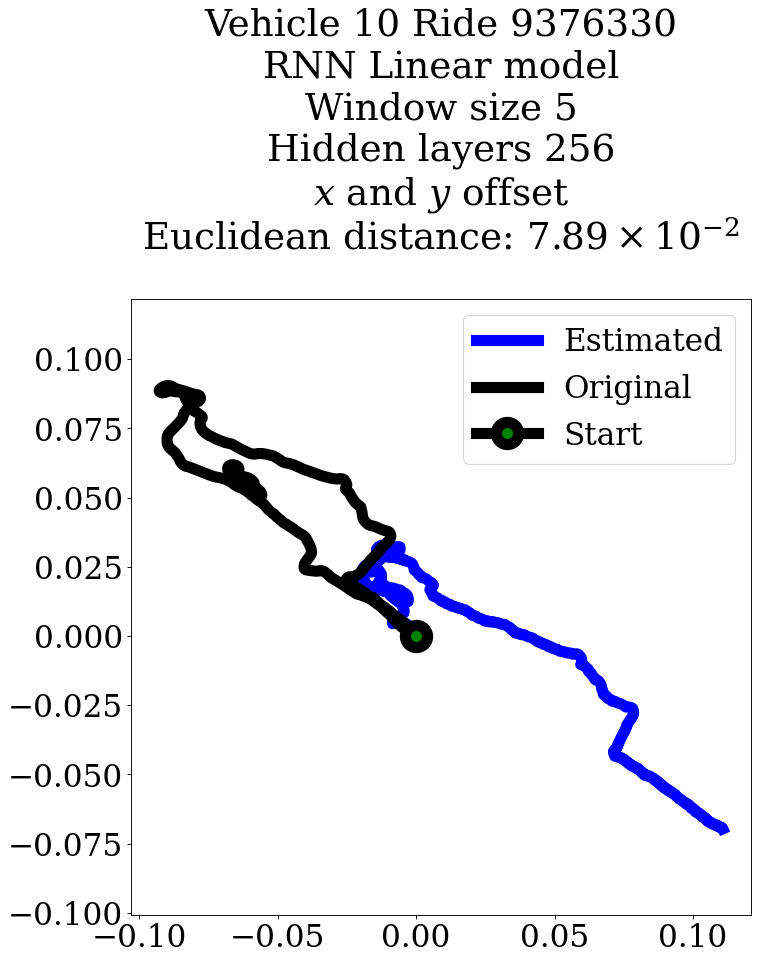 Vehicle 10 Ride 9376330
RNN Linear model
Window size 5
Hidden layers 256
x and y offset
Euclidean distance: 7.89 × 10⁻²
Estimated
Original
Start
0.100
0.075
0.050
0.025
0.000
−0.025
−0.050
−0.075
−0.100
−0.10 −0.05 0.00 0.05 0.10